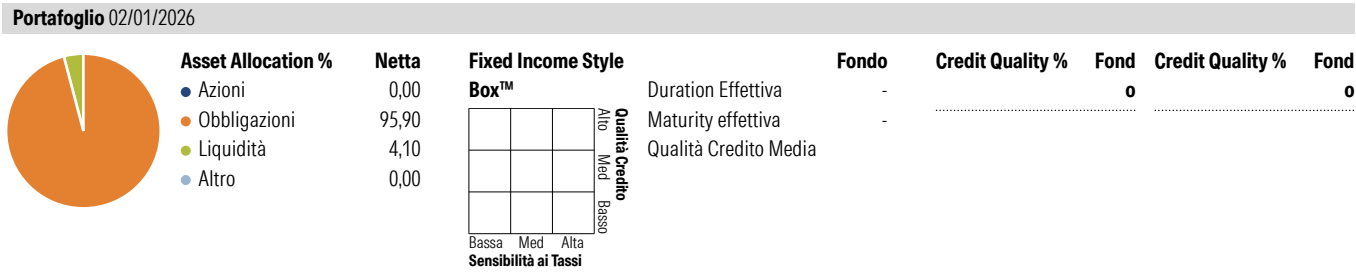 Portafoglio 02/01/2026
Asset Allocation % Netta
Azioni 0,00
Obbligazioni 95,90
Liquidità 4,10
Altro 0,00
Fixed Income Style
Box™
Alto Med Basso
Qualità Credito
Bassa Med Alta
Sensibilità ai Tassi
Fondo
Duration Effettiva -
Maturity effettiva -
Qualità Credito Media
Credit Quality % Fond
o
Credit Quality % Fond
o